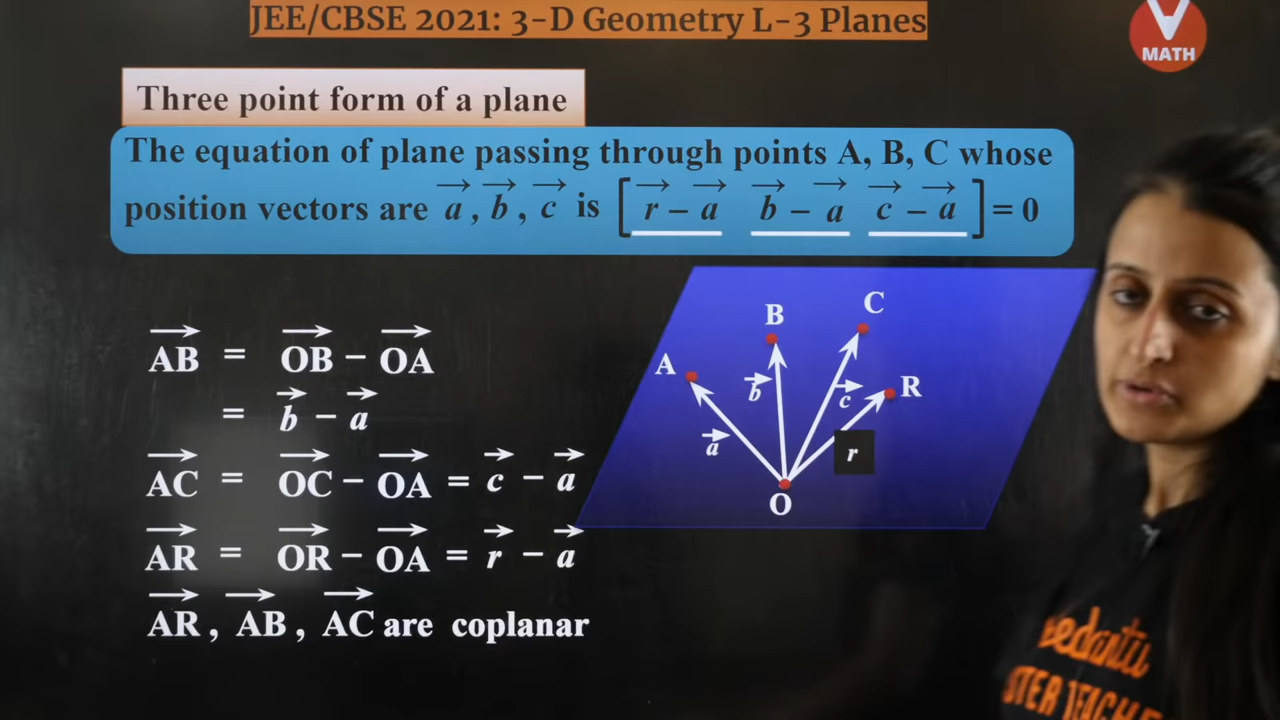 JEE/CBSE 2021: 3-D Geometry L-3 Planes
V
MATH
Three point form of a plane
The equation of plane passing through points A, B, C whose
position vectors are a⃗, b⃗, c⃗ is [r⃗ − a⃗ b⃗ − a⃗ c⃗ − a⃗] = 0
AB⃗ = OB⃗ − OA⃗
= b⃗ − a⃗
AC⃗ = OC⃗ − OA⃗ = c⃗ − a⃗
AR⃗ = OR⃗ − OA⃗ = r⃗ − a⃗
AR⃗, AB⃗, AC⃗ are coplanar
A
B
C
R
a⃗
b⃗
c⃗
r
O